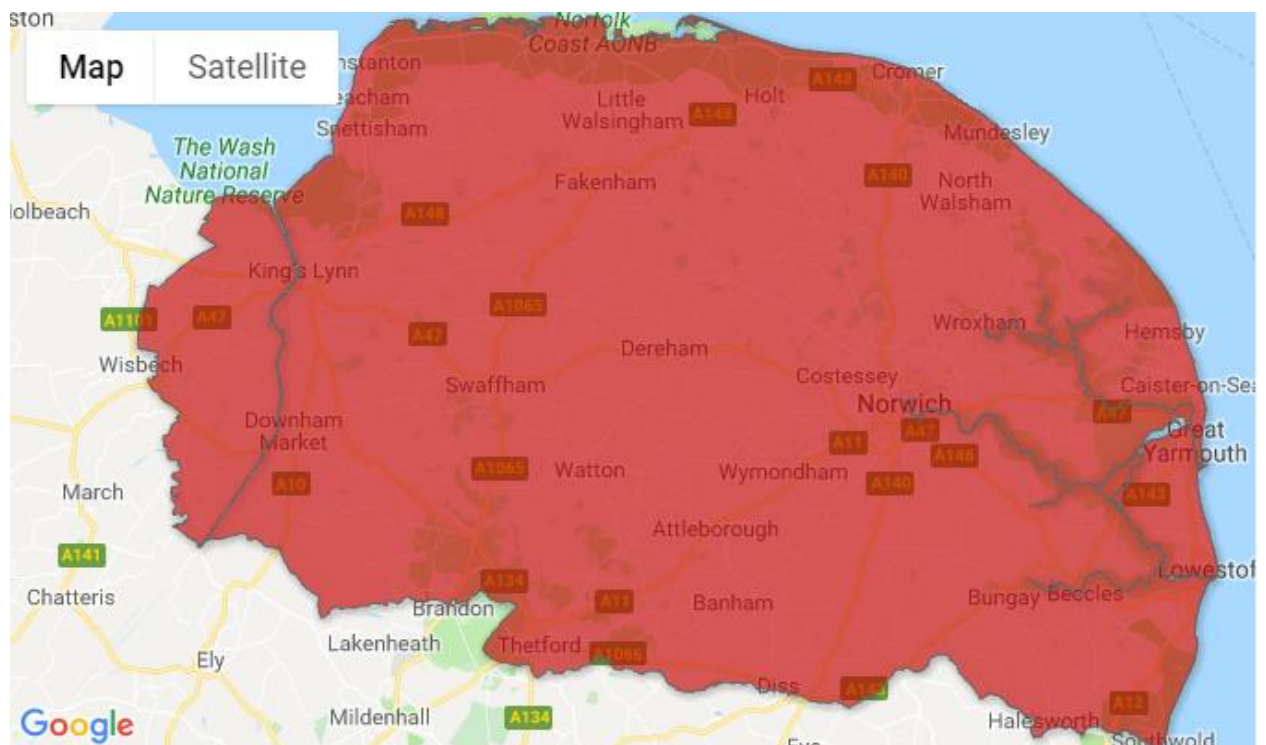 ston
Norfolk
Coast AONB
Map
Satellite
nstanton
Cromer
A148
eacham
Little
Walsingham
A148
Holt
Snettisham
Mundesley
The Wash
National
Nature Reserve
Fakenham
A140
North
Walsham
olbeach
A148
King's Lynn
A1065
A1101
A47
A47
Wroxham
Hemsby
Wisbech
Dereham
Swaffham
Costessey
Caister-on-Sea
Norwich
A47
Downham
Market
A47
Great
Yarmouth
A11
A146
A1065
Watton
Wymondham
A10
A140
A143
March
Attleborough
A141
Lowestof
A134
Chatteris
Brandon
A11
Banham
Bungay
Beccles
Lakenheath
Thetford
A1066
Ely
Diss
A143
A12
Google
Mildenhall
A134
Halesworth
Eye
Southwold